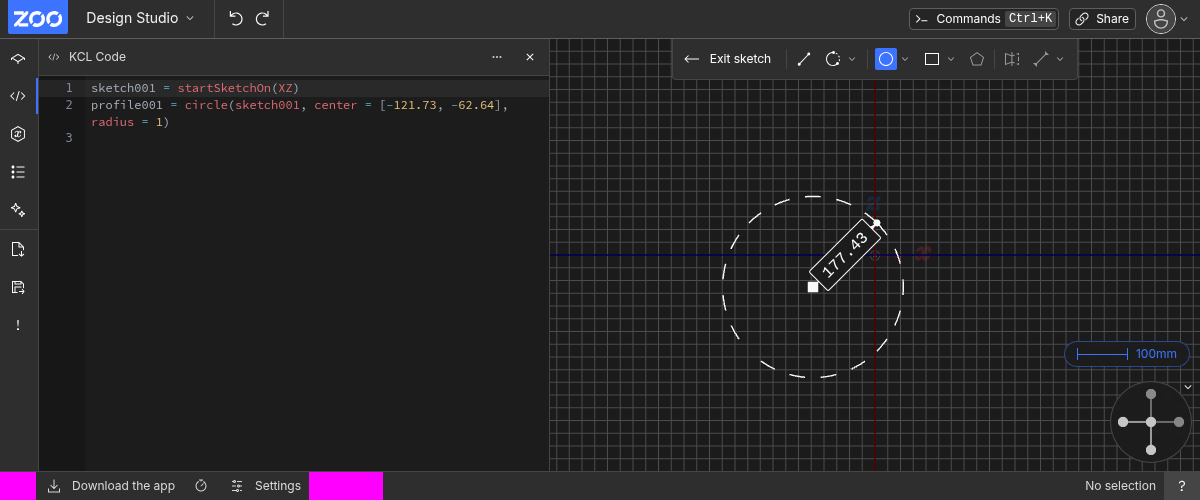 ZOO Design Studio Commands Ctrl+K Share
KCL Code
Exit sketch
1 sketch001 = startSketchOn(XZ)
2 profile001 = circle(sketch001, center = [-121.73, -62.64],
radius = 1)
3
177.43
100mm
Download the app Settings No selection ?